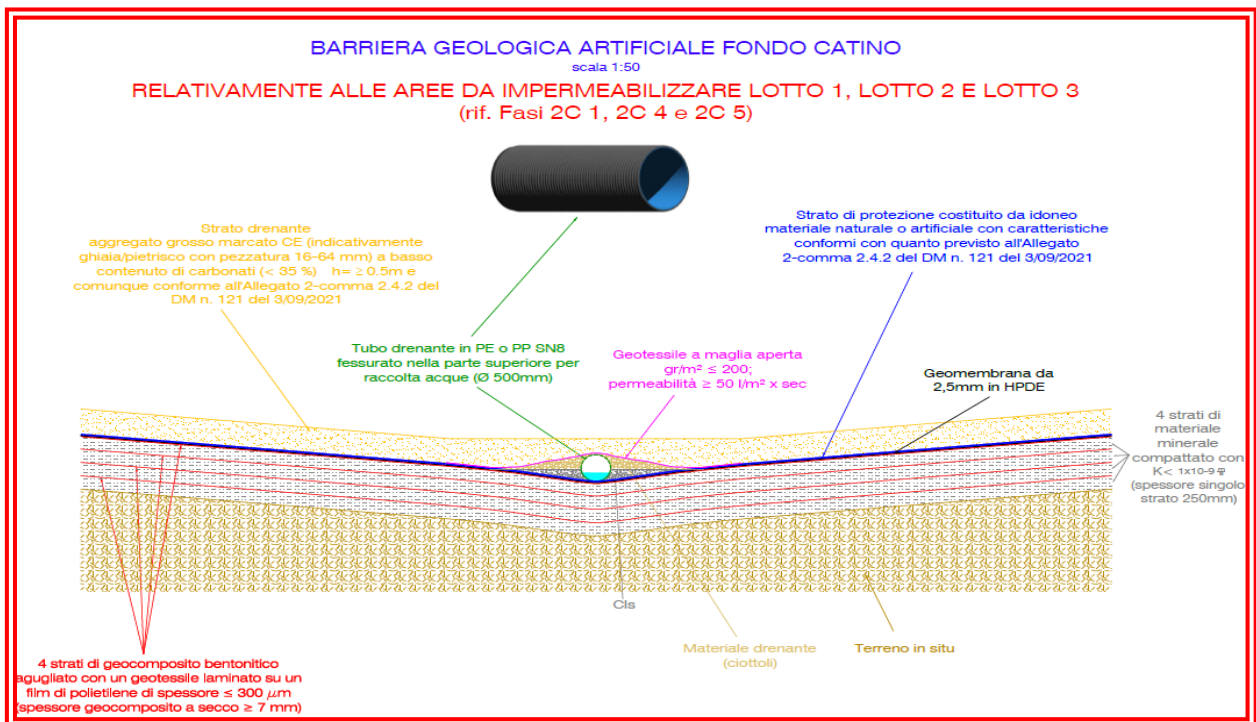 BARRIERA GEOLOGICA ARTIFICIALE FONDO CATINO
scala 1:50
RELATIVAMENTE ALLE AREE DA IMPERMEABILIZZARE LOTTO 1, LOTTO 2 E LOTTO 3
(rif. Fasi 2C 1, 2C 4 e 2C 5)
Strato drenante
aggregato grosso marcato CE (indicativamente
ghiaia/pietrisco con pezzatura 16-64 mm) a basso
contenuto di carbonati (< 35 %) h= ≥ 0.5m e
comunque conforme all'Allegato 2-comma 2.4.2 del
DM n. 121 del 3/09/2021
Strato di protezione costituito da idoneo
materiale naturale o artificiale con caratteristiche
conformi con quanto previsto all'Allegato
2-comma 2.4.2 del DM n. 121 del 3/09/2021
Tubo drenante in PE o PP SN8
fessurato nella parte superiore per
raccolta acque (Ø 500mm)
Geotessile a maglia aperta
gr/m² ≤ 200;
permeabilità ≥ 50 l/m² x sec
Geomembrana da
2,5mm in HPDE
4 strati di
materiale
minerale
compattato con
K< 1x10-9
(spessore singolo
strato 250mm)
Cls
Materiale drenante
(ciottoli)
Terreno in situ
4 strati di geocomposito bentonitico
agugliato con un geotessile laminato su un
film di polietilene di spessore ≤ 300 µm
(spessore geocomposito a secco ≥ 7 mm)